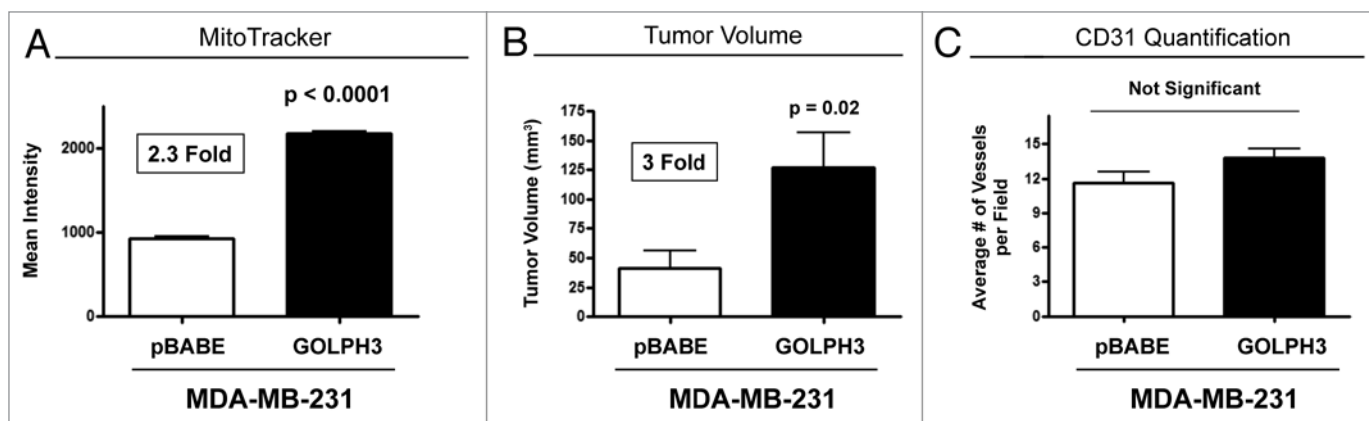 A
MitoTracker
p < 0.0001
2.3 Fold
Mean Intensity
2000
1000
0
pBABE GOLPH3
MDA-MB-231
B
Tumor Volume
p = 0.02
3 Fold
Tumor Volume (mm³)
175
150
125
100
75
50
25
0
pBABE GOLPH3
MDA-MB-231
C
CD31 Quantification
Not Significant
Average # of Vessels
per Field
15
12
9
6
3
0
pBABE GOLPH3
MDA-MB-231